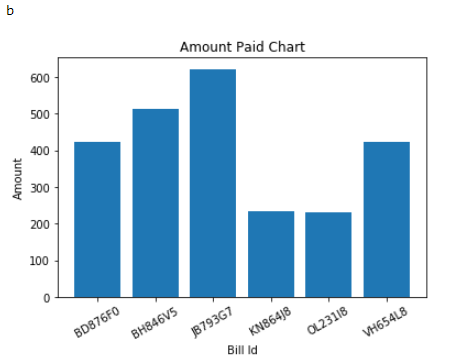 b
Amount Paid Chart
600
500
400
300
200
100
0
Amount
BD876F0
BH846V5
JB793G7
KN864J8
OL231I8
VH654L8
Bill Id